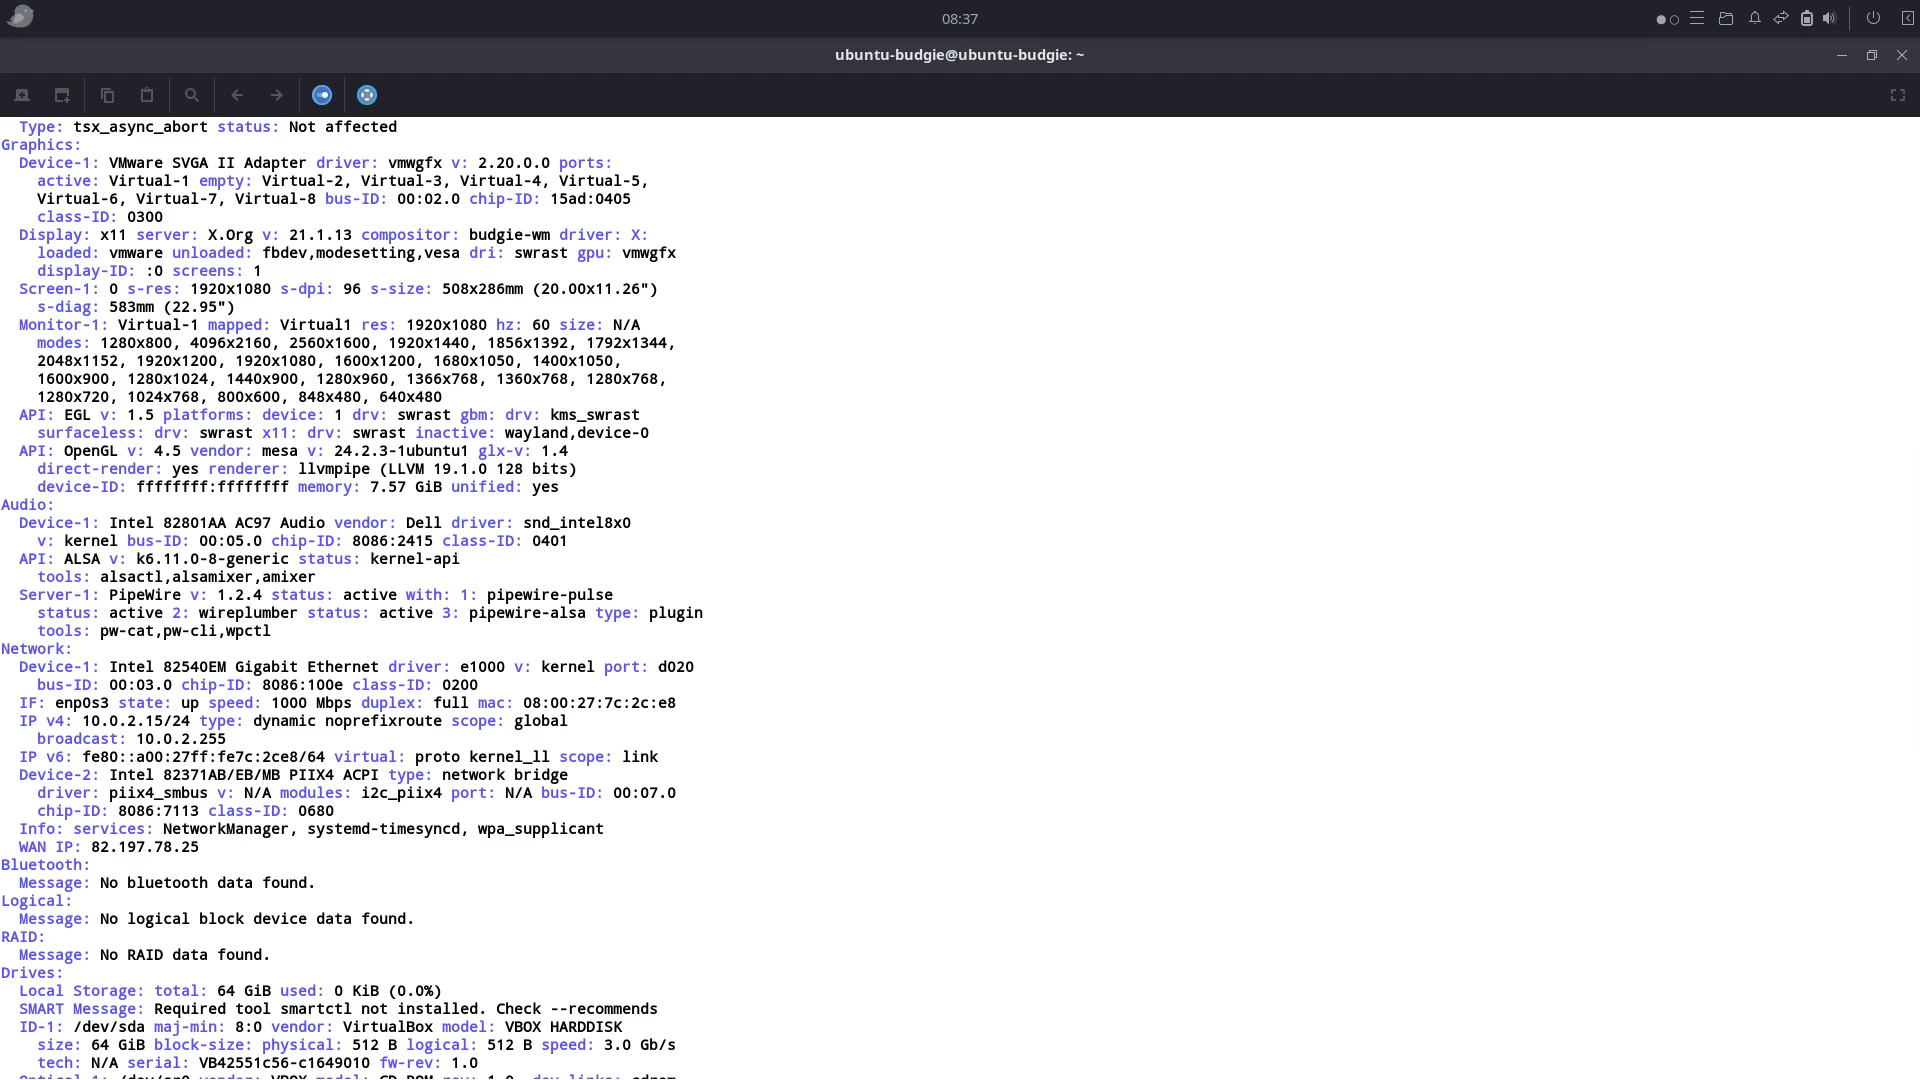 08:37
ubuntu-budgie@ubuntu-budgie: ~
Type: tsx_async_abort status: Not affected
Graphics:
Device-1: VMware SVGA II Adapter driver: vmwgfx v: 2.20.0.0 ports:
active: Virtual-1 empty: Virtual-2, Virtual-3, Virtual-4, Virtual-5,
Virtual-6, Virtual-7, Virtual-8 bus-ID: 00:02.0 chip-ID: 15ad:0405
class-ID: 0300
Display: x11 server: X.Org v: 21.1.13 compositor: budgie-wm driver: X:
loaded: vmware unloaded: fbdev,modesetting,vesa dri: swrast gpu: vmwgfx
display-ID: :0 screens: 1
Screen-1: 0 s-res: 1920x1080 s-dpi: 96 s-size: 508x286mm (20.00x11.26")
s-diag: 583mm (22.95")
Monitor-1: Virtual-1 mapped: Virtual1 res: 1920x1080 hz: 60 size: N/A
modes: 1280x800, 4096x2160, 2560x1600, 1920x1440, 1856x1392, 1792x1344,
2048x1152, 1920x1200, 1920x1080, 1600x1200, 1680x1050, 1400x1050,
1600x900, 1280x1024, 1440x900, 1280x960, 1366x768, 1360x768, 1280x768,
1280x720, 1024x768, 800x600, 848x480, 640x480
API: EGL v: 1.5 platforms: device: 1 drv: swrast gbm: drv: kms_swrast
surfaceless: drv: swrast x11: drv: swrast inactive: wayland,device-0
API: OpenGL v: 4.5 vendor: mesa v: 24.2.3-1ubuntu1 glx-v: 1.4
direct-render: yes renderer: llvmpipe (LLVM 19.1.0 128 bits)
device-ID: ffffffff:ffffffff memory: 7.57 GiB unified: yes
Audio:
Device-1: Intel 82801AA AC97 Audio vendor: Dell driver: snd_intel8x0
v: kernel bus-ID: 00:05.0 chip-ID: 8086:2415 class-ID: 0401
API: ALSA v: k6.11.0-8-generic status: kernel-api
tools: alsactl,alsamixer,amixer
Server-1: PipeWire v: 1.2.4 status: active with: 1: pipewire-pulse
status: active 2: wireplumber status: active 3: pipewire-alsa type: plugin
tools: pw-cat,pw-cli,wpctl
Network:
Device-1: Intel 82540EM Gigabit Ethernet driver: e1000 v: kernel port: d020
bus-ID: 00:03.0 chip-ID: 8086:100e class-ID: 0200
IF: enp0s3 state: up speed: 1000 Mbps duplex: full mac: 08:00:27:7c:2c:e8
IP v4: 10.0.2.15/24 type: dynamic noprefixroute scope: global
broadcast: 10.0.2.255
IP v6: fe80::a00:27ff:fe7c:2ce8/64 virtual: proto kernel_ll scope: link
Device-2: Intel 82371AB/EB/MB PIIX4 ACPI type: network bridge
driver: piix4_smbus v: N/A modules: i2c_piix4 port: N/A bus-ID: 00:07.0
chip-ID: 8086:7113 class-ID: 0680
Info: services: NetworkManager, systemd-timesyncd, wpa_supplicant
WAN IP: 82.197.78.25
Bluetooth:
Message: No bluetooth data found.
Logical:
Message: No logical block device data found.
RAID:
Message: No RAID data found.
Drives:
Local Storage: total: 64 GiB used: 0 KiB (0.0%)
SMART Message: Required tool smartctl not installed. Check --recommends
ID-1: /dev/sda maj-min: 8:0 vendor: VirtualBox model: VBOX HARDDISK
size: 64 GiB block-size: physical: 512 B logical: 512 B speed: 3.0 Gb/s
tech: N/A serial: VB42551c56-c1649010 fw-rev: 1.0
Optical-1: /dev/sr0 vendor: VBOX model: CD-ROM rev: 1.0 dev-links: cdrom